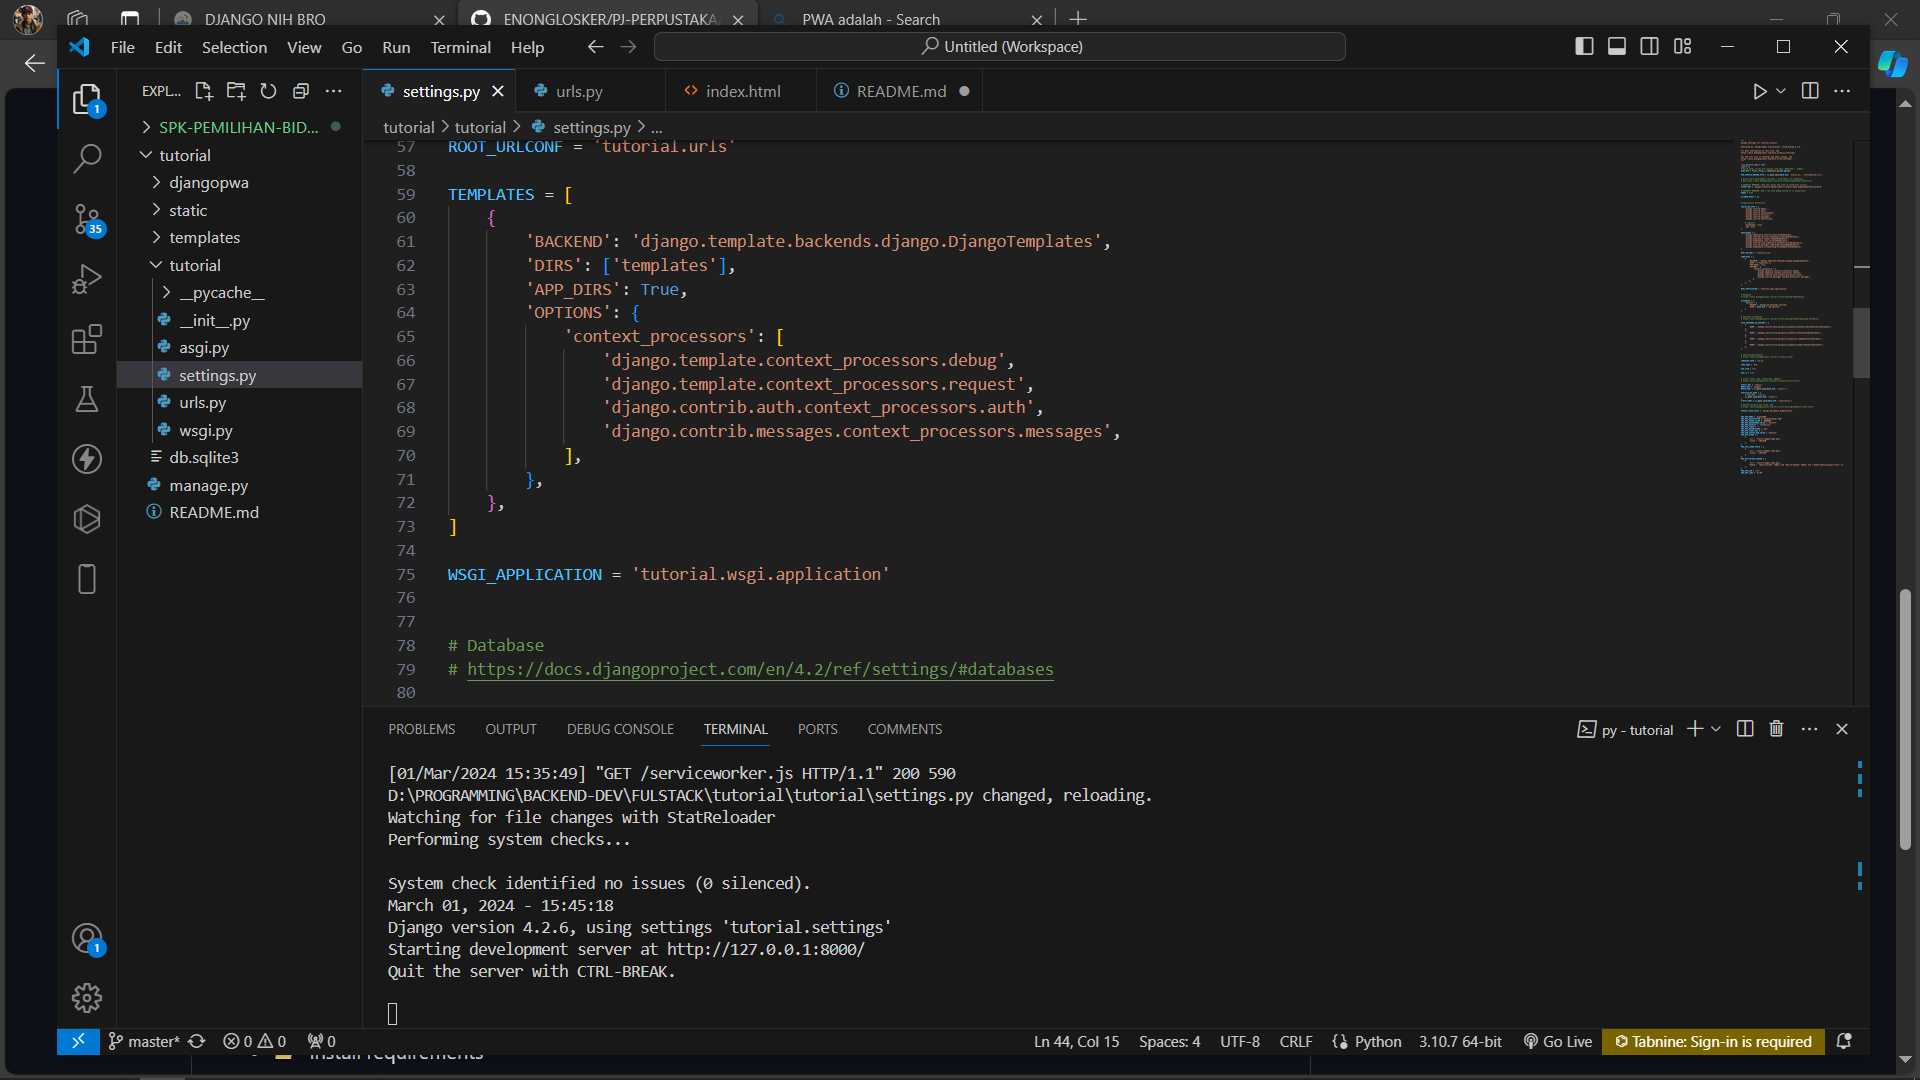 DJANGO NIH BRO
ENONGLOSKER/PJ-PERPUSTAKA
PWA adalah - Search
File Edit Selection View Go Run Terminal Help
Untitled (Workspace)
EXPL...
settings.py
urls.py
index.html
README.md
SPK-PEMILIHAN-BID...
tutorial
djangopwa
static
templates
tutorial
__pycache__
__init__.py
asgi.py
settings.py
urls.py
wsgi.py
db.sqlite3
manage.py
README.md
1
35
1
tutorial > tutorial > settings.py > ...
57 ROOT_URLCONF = 'tutorial.urls'
58
59 TEMPLATES = [
60 {
61 'BACKEND': 'django.template.backends.django.DjangoTemplates',
62 'DIRS': ['templates'],
63 'APP_DIRS': True,
64 'OPTIONS': {
65 'context_processors': [
66 'django.template.context_processors.debug',
67 'django.template.context_processors.request',
68 'django.contrib.auth.context_processors.auth',
69 'django.contrib.messages.context_processors.messages',
70 ],
71 },
72 },
73 ]
74
75 WSGI_APPLICATION = 'tutorial.wsgi.application'
76
77
78 # Database
79 # https://docs.djangoproject.com/en/4.2/ref/settings/#databases
80
PROBLEMS OUTPUT DEBUG CONSOLE TERMINAL PORTS COMMENTS
py - tutorial
[01/Mar/2024 15:35:49] "GET /serviceworker.js HTTP/1.1" 200 590
D:\PROGRAMMING\BACKEND-DEV\FULSTACK\tutorial\tutorial\settings.py changed, reloading.
Watching for file changes with StatReloader
Performing system checks...
System check identified no issues (0 silenced).
March 01, 2024 - 15:45:18
Django version 4.2.6, using settings 'tutorial.settings'
Starting development server at http://127.0.0.1:8000/
Quit the server with CTRL-BREAK.
master* 0 0 0 Ln 44, Col 15 Spaces: 4 UTF-8 CRLF Python 3.10.7 64-bit Go Live Tabnine: Sign-in is required
install requirements